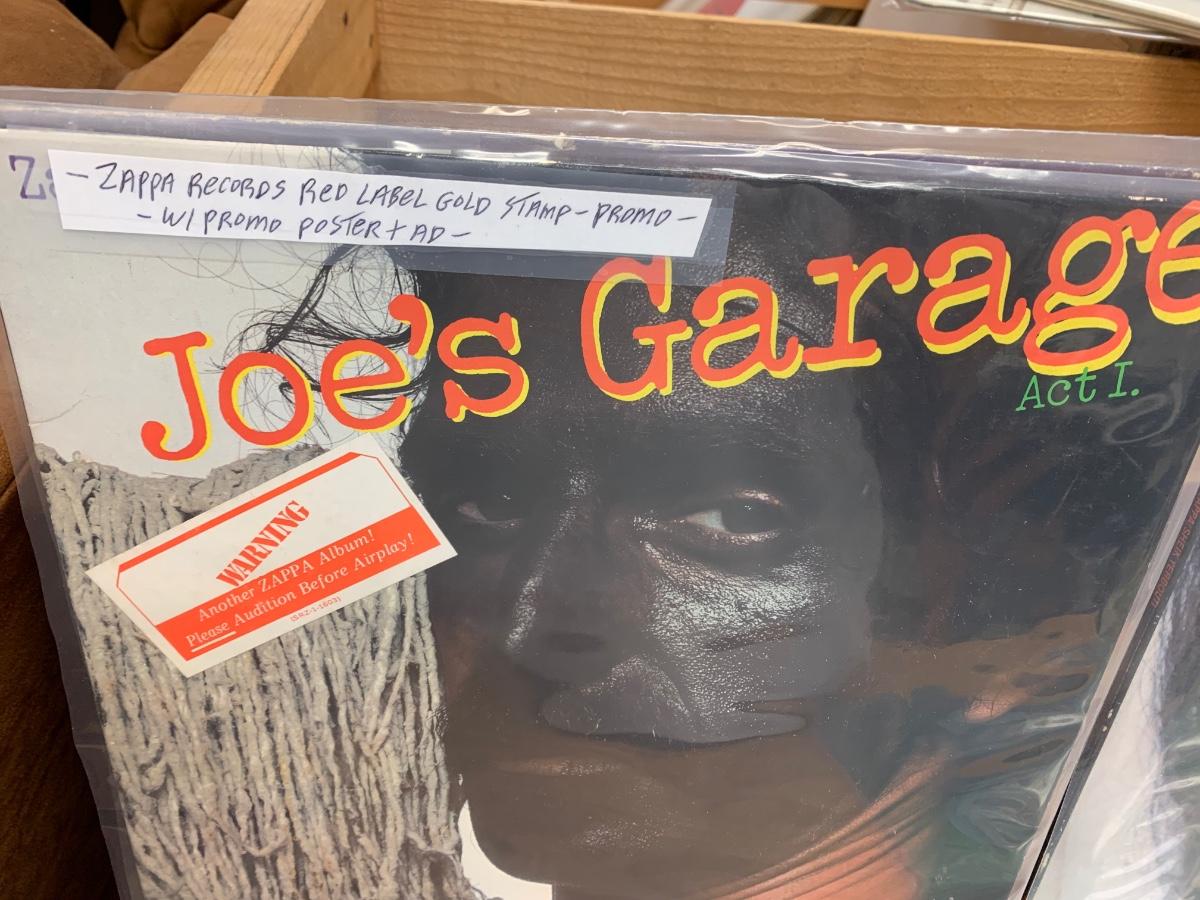 - ZAPPA RECORDS RED LABEL GOLD STAMP - PROMO -
- W/ PROMO POSTER + AD -
Joe's Garage
Act I.
WARNING
Another ZAPPA Album!
Please Audition Before Airplay!
(SRZ-1-1603)